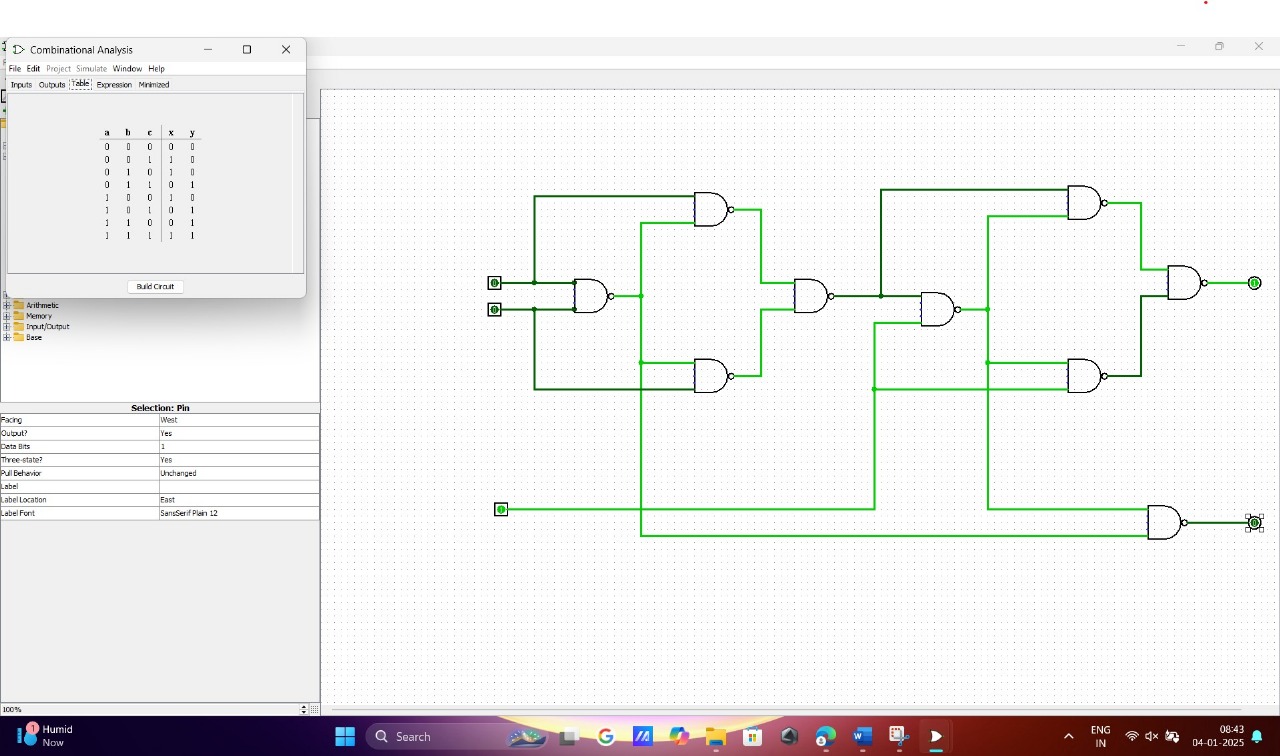 Combinational Analysis
File Edit Project Simulate Window Help
Inputs Outputs Table Expression Minimized
a b c x y
0 0 0 0 0
0 0 1 1 0
0 1 0 1 0
0 1 1 0 1
1 0 0 1 0
1 0 1 0 1
1 1 0 0 1
1 1 1 1 1
Build Circuit
Arithmetic
Memory
Input/Output
Base
Selection: Pin
Facing West
Output? Yes
Data Bits 1
Three-state? Yes
Pull Behavior Unchanged
Label
Label Location East
Label Font SansSerif Plain 12
0
0
1
1
0
100%
1
Humid
Now
Search
ENG
IN
08:43
04-01-2025